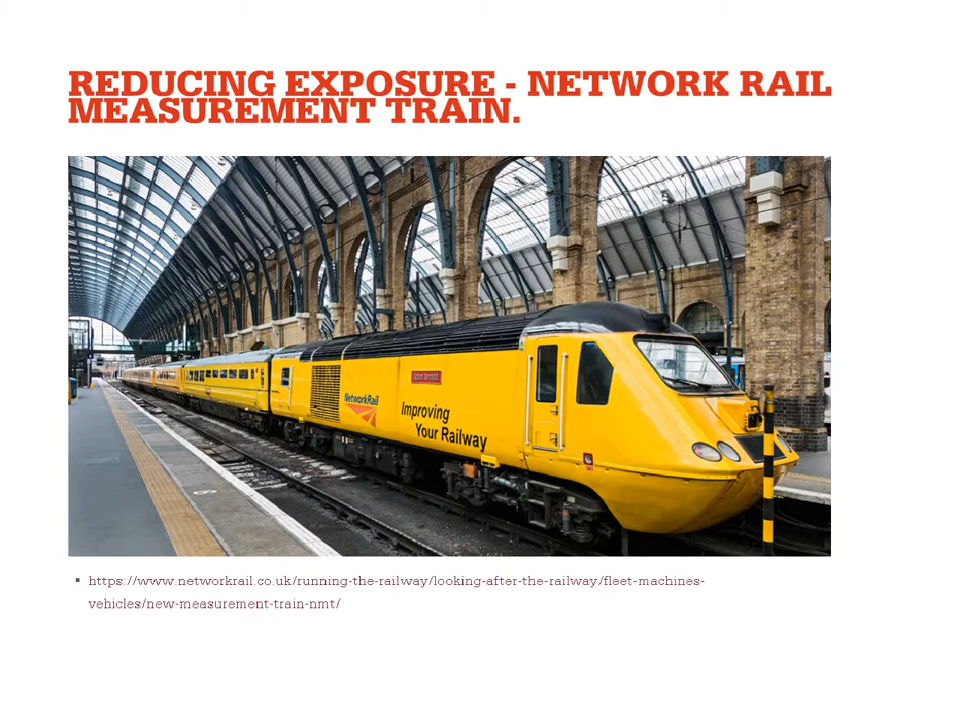 REDUCING EXPOSURE - NETWORK RAIL
MEASUREMENT TRAIN.
NetworkRail
Improving
Your Railway
▪ https://www.networkrail.co.uk/running-the-railway/looking-after-the-railway/fleet-machines-
vehicles/new-measurement-train-nmt/